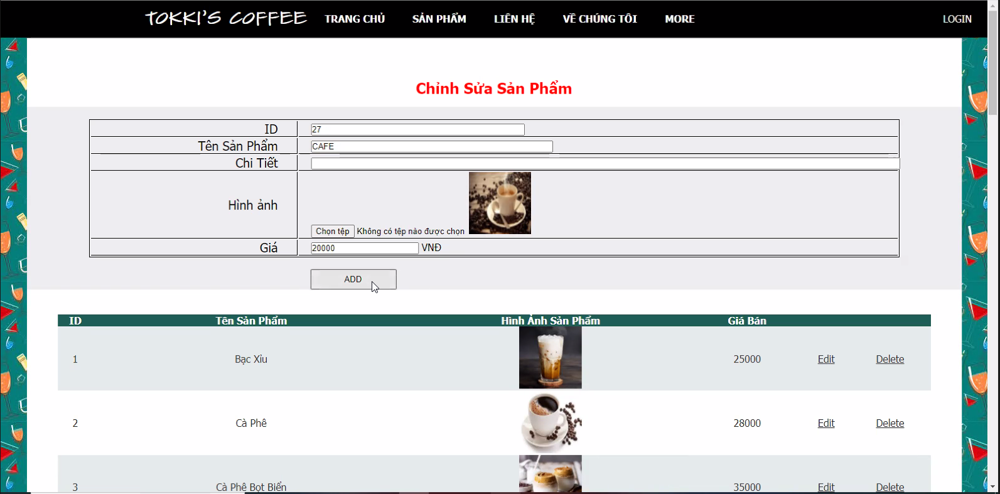 TOKKI'S COFFEE TRANG CHỦ SẢN PHẨM LIÊN HỆ VỀ CHÚNG TÔI MORE LOGIN
Chỉnh Sửa Sản Phẩm
ID 27
Tên Sản Phẩm CAFE
Chi Tiết
Hình ảnh
Chọn tệp Không có tệp nào được chọn
Giá 20000 VNĐ
ADD
ID Tên Sản Phẩm Hình Ảnh Sản Phẩm Giá Bán
1 Bạc Xỉu 25000 Edit Delete
2 Cà Phê 28000 Edit Delete
3 Cà Phê Bọt Biển 35000 Edit Delete